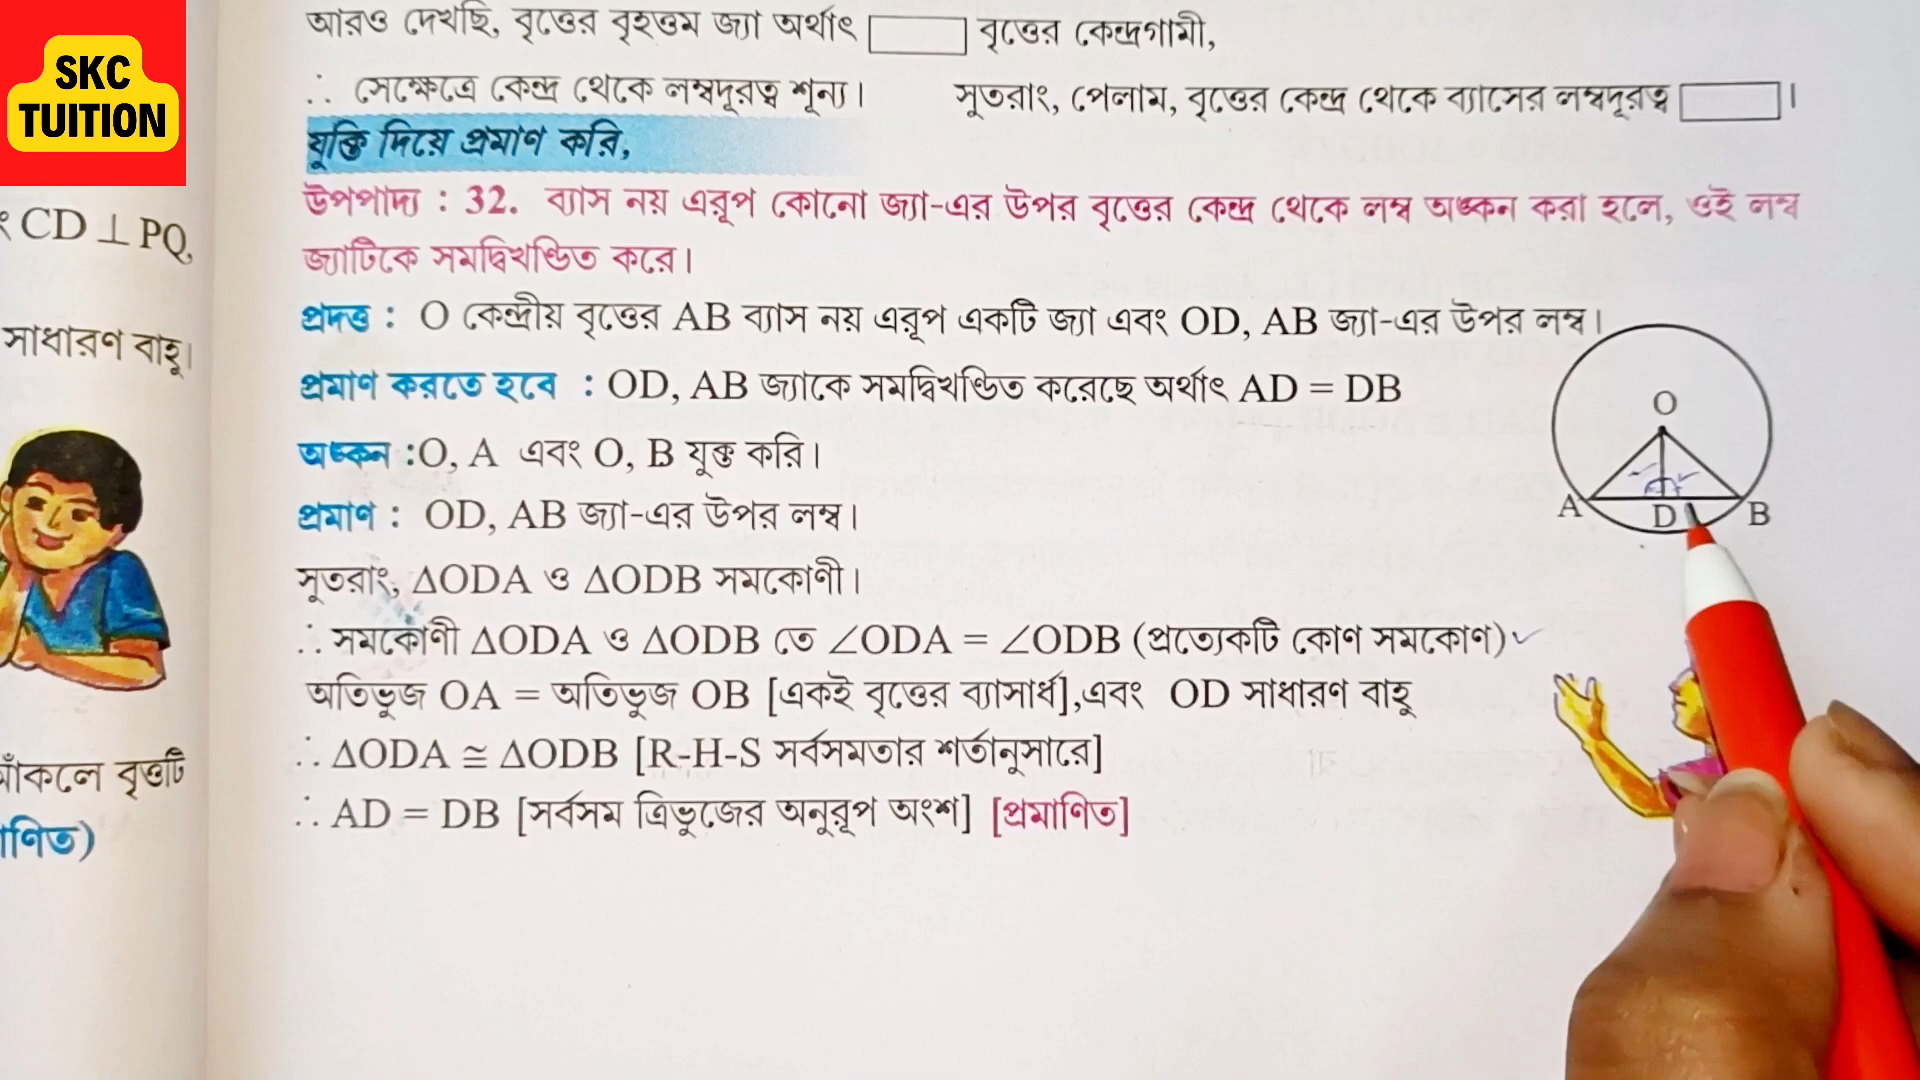 SKC
TUITION
আরও দেখছি, বৃত্তের বৃহত্তম জ্যা অর্থাৎ বৃত্তের কেন্দ্রগামী,
∴ সেক্ষেত্রে কেন্দ্র থেকে লম্বদূরত্ব শূন্য। সুতরাং, পেলাম, বৃত্তের কেন্দ্র থেকে ব্যাসের লম্বদূরত্ব ।
যুক্তি দিয়ে প্রমাণ করি,
উপপাদ্য : 32. ব্যাস নয় এরূপ কোনো জ্যা-এর উপর বৃত্তের কেন্দ্র থেকে লম্ব অঙ্কন করা হলে, ওই লম্ব
জ্যাটিকে সমদ্বিখণ্ডিত করে।
প্রদত্ত : O কেন্দ্রীয় বৃত্তের AB ব্যাস নয় এরূপ একটি জ্যা এবং OD, AB জ্যা-এর উপর লম্ব।
প্রমাণ করতে হবে : OD, AB জ্যাকে সমদ্বিখণ্ডিত করেছে অর্থাৎ AD = DB
অঙ্কন :O, A এবং O, B যুক্ত করি।
প্রমাণ : OD, AB জ্যা-এর উপর লম্ব।
সুতরাং, ΔODA ও ΔODB সমকোণী।
∴ সমকোণী ΔODA ও ΔODB তে ∠ODA = ∠ODB (প্রত্যেকটি কোণ সমকোণ)
অতিভুজ OA = অতিভুজ OB [একই বৃত্তের ব্যাসার্ধ],এবং OD সাধারণ বাহু
∴ ΔODA ≅ ΔODB [R-H-S সর্বসমতার শর্তানুসারে]
∴ AD = DB [সর্বসম ত্রিভুজের অনুরূপ অংশ] [প্রমাণিত]
O
A D B
CD ⊥ PQ,
সাধারণ বাহু।
আঁকলে বৃত্তটি
ণিত)